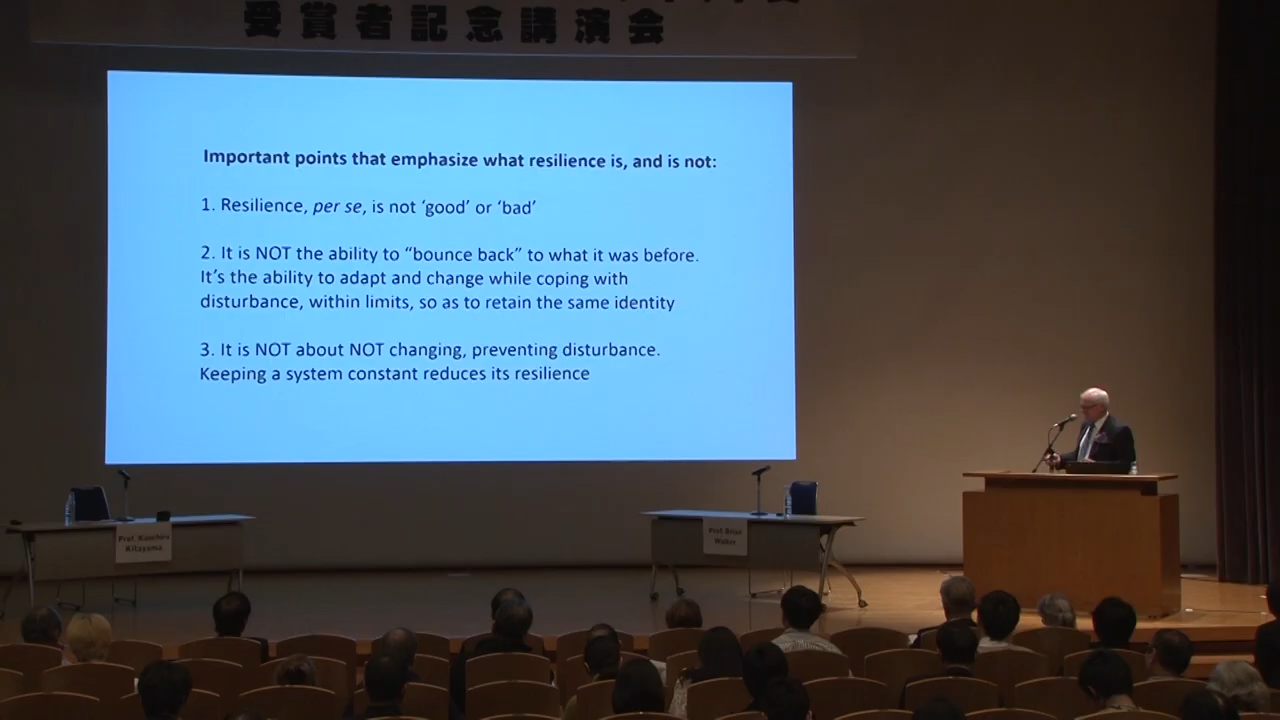 受賞者記念講演会
Important points that emphasize what resilience is, and is not:
1. Resilience, per se, is not ‘good’ or ‘bad’
2. It is NOT the ability to “bounce back” to what it was before.
It’s the ability to adapt and change while coping with
disturbance, within limits, so as to retain the same identity
3. It is NOT about NOT changing, preventing disturbance.
Keeping a system constant reduces its resilience
Prof.
Kitayama
Prof. Brian
Walker